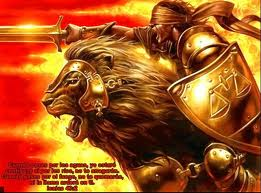 Cuando pases por las aguas, yo estaré
contigo; y si por los ríos, no te anegarán.
Cuando pases por el fuego, no te quemarás,
ni la llama arderá en ti.
Isaías 43:2